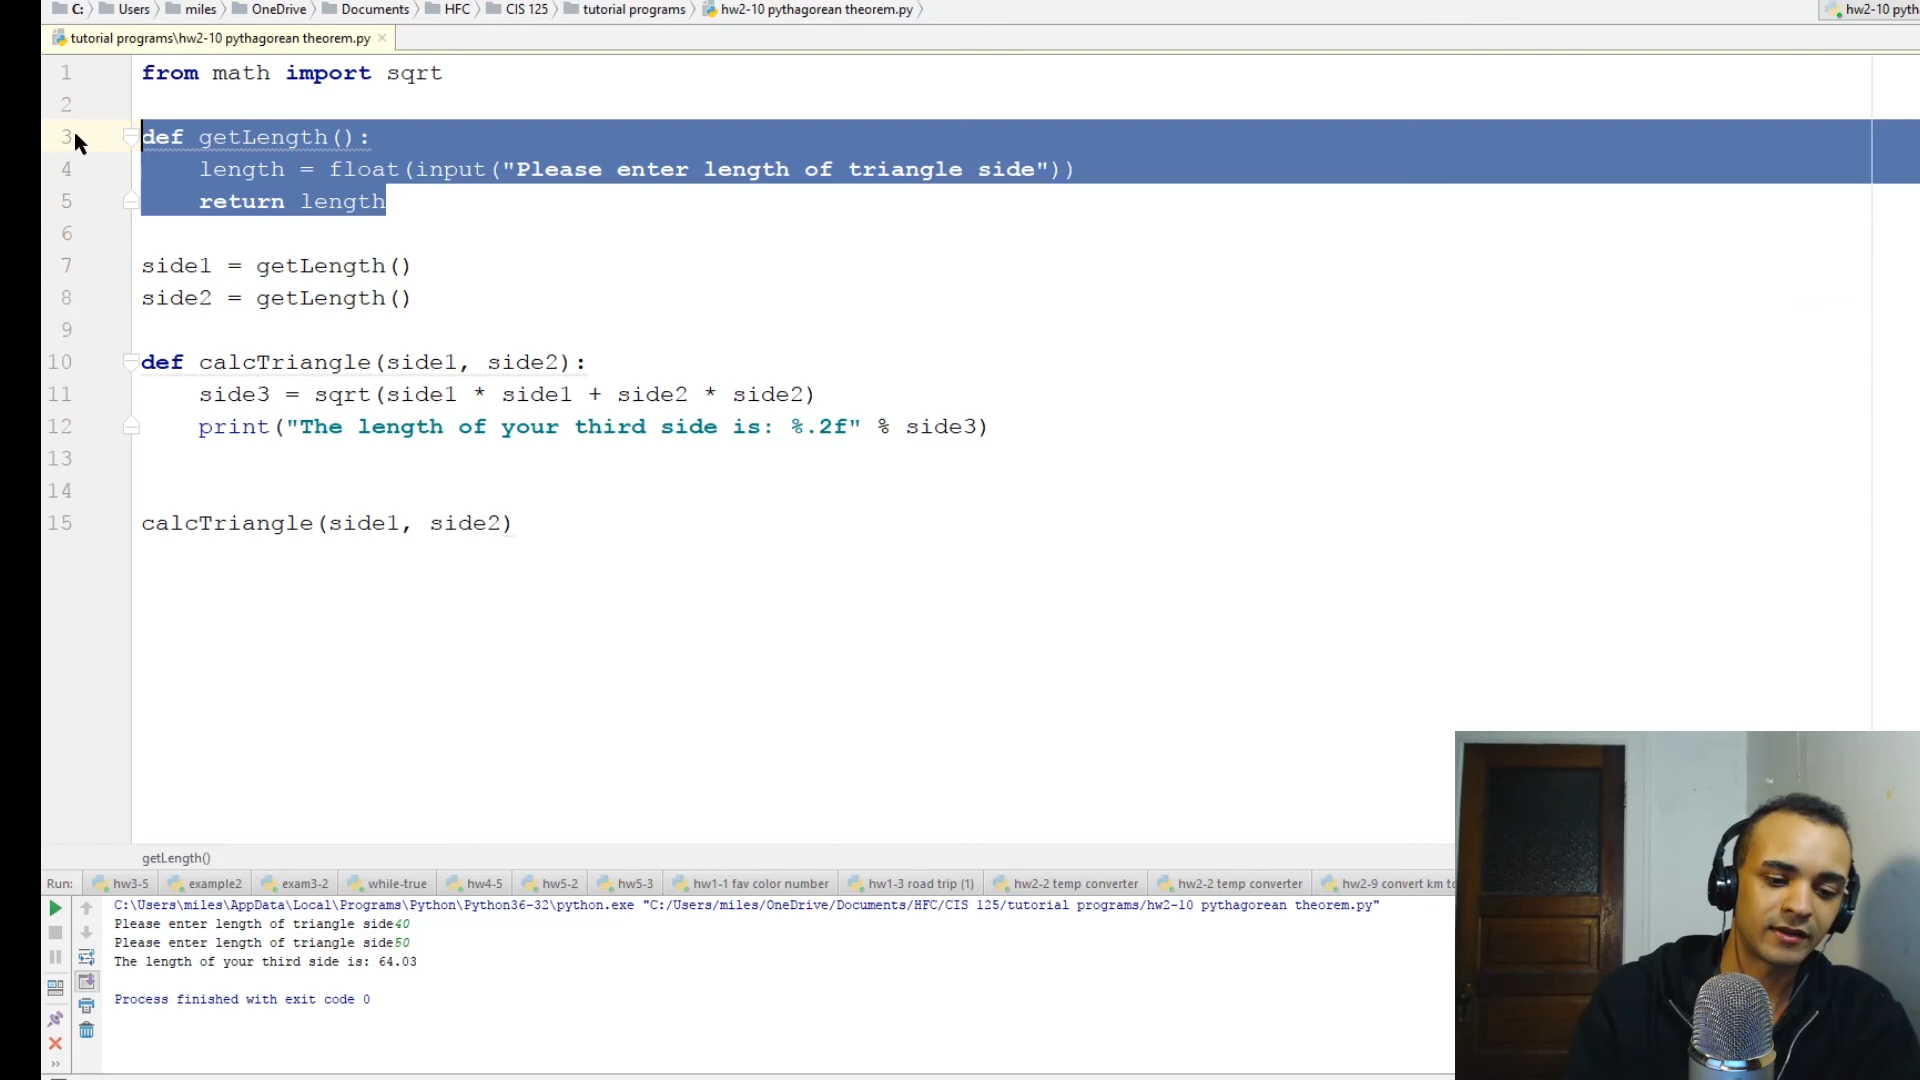 C: Users miles OneDrive Documents HFC CIS 125 tutorial programs hw2-10 pythagorean theorem.py hw2-10 pyth
tutorial programs\hw2-10 pythagorean theorem.py
1 from math import sqrt
2
3 def getLength():
4 length = float(input("Please enter length of triangle side"))
5 return length
6
7 side1 = getLength()
8 side2 = getLength()
9
10 def calcTriangle(side1, side2):
11 side3 = sqrt(side1 * side1 + side2 * side2)
12 print("The length of your third side is: %.2f" % side3)
13
14
15 calcTriangle(side1, side2)
getLength()
Run: hw3-5 example2 exam3-2 while-true hw4-5 hw5-2 hw5-3 hw1-1 fav color number hw1-3 road trip (1) hw2-2 temp converter hw2-2 temp converter hw2-9 convert km to
C:\Users\miles\AppData\Local\Programs\Python\Python36-32\python.exe "C:/Users/miles/OneDrive/Documents/HFC/CIS 125/tutorial programs/hw2-10 pythagorean theorem.py"
Please enter length of triangle side40
Please enter length of triangle side50
The length of your third side is: 64.03
Process finished with exit code 0